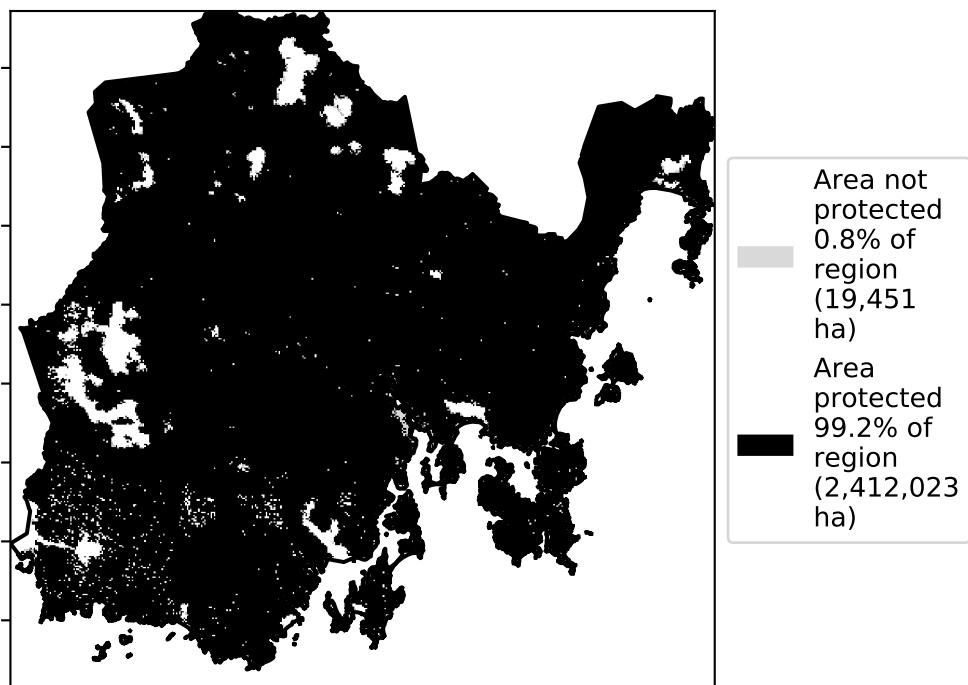 Area not
protected
0.8% of
region
(19,451
ha)
Area
protected
99.2% of
region
(2,412,023
ha)